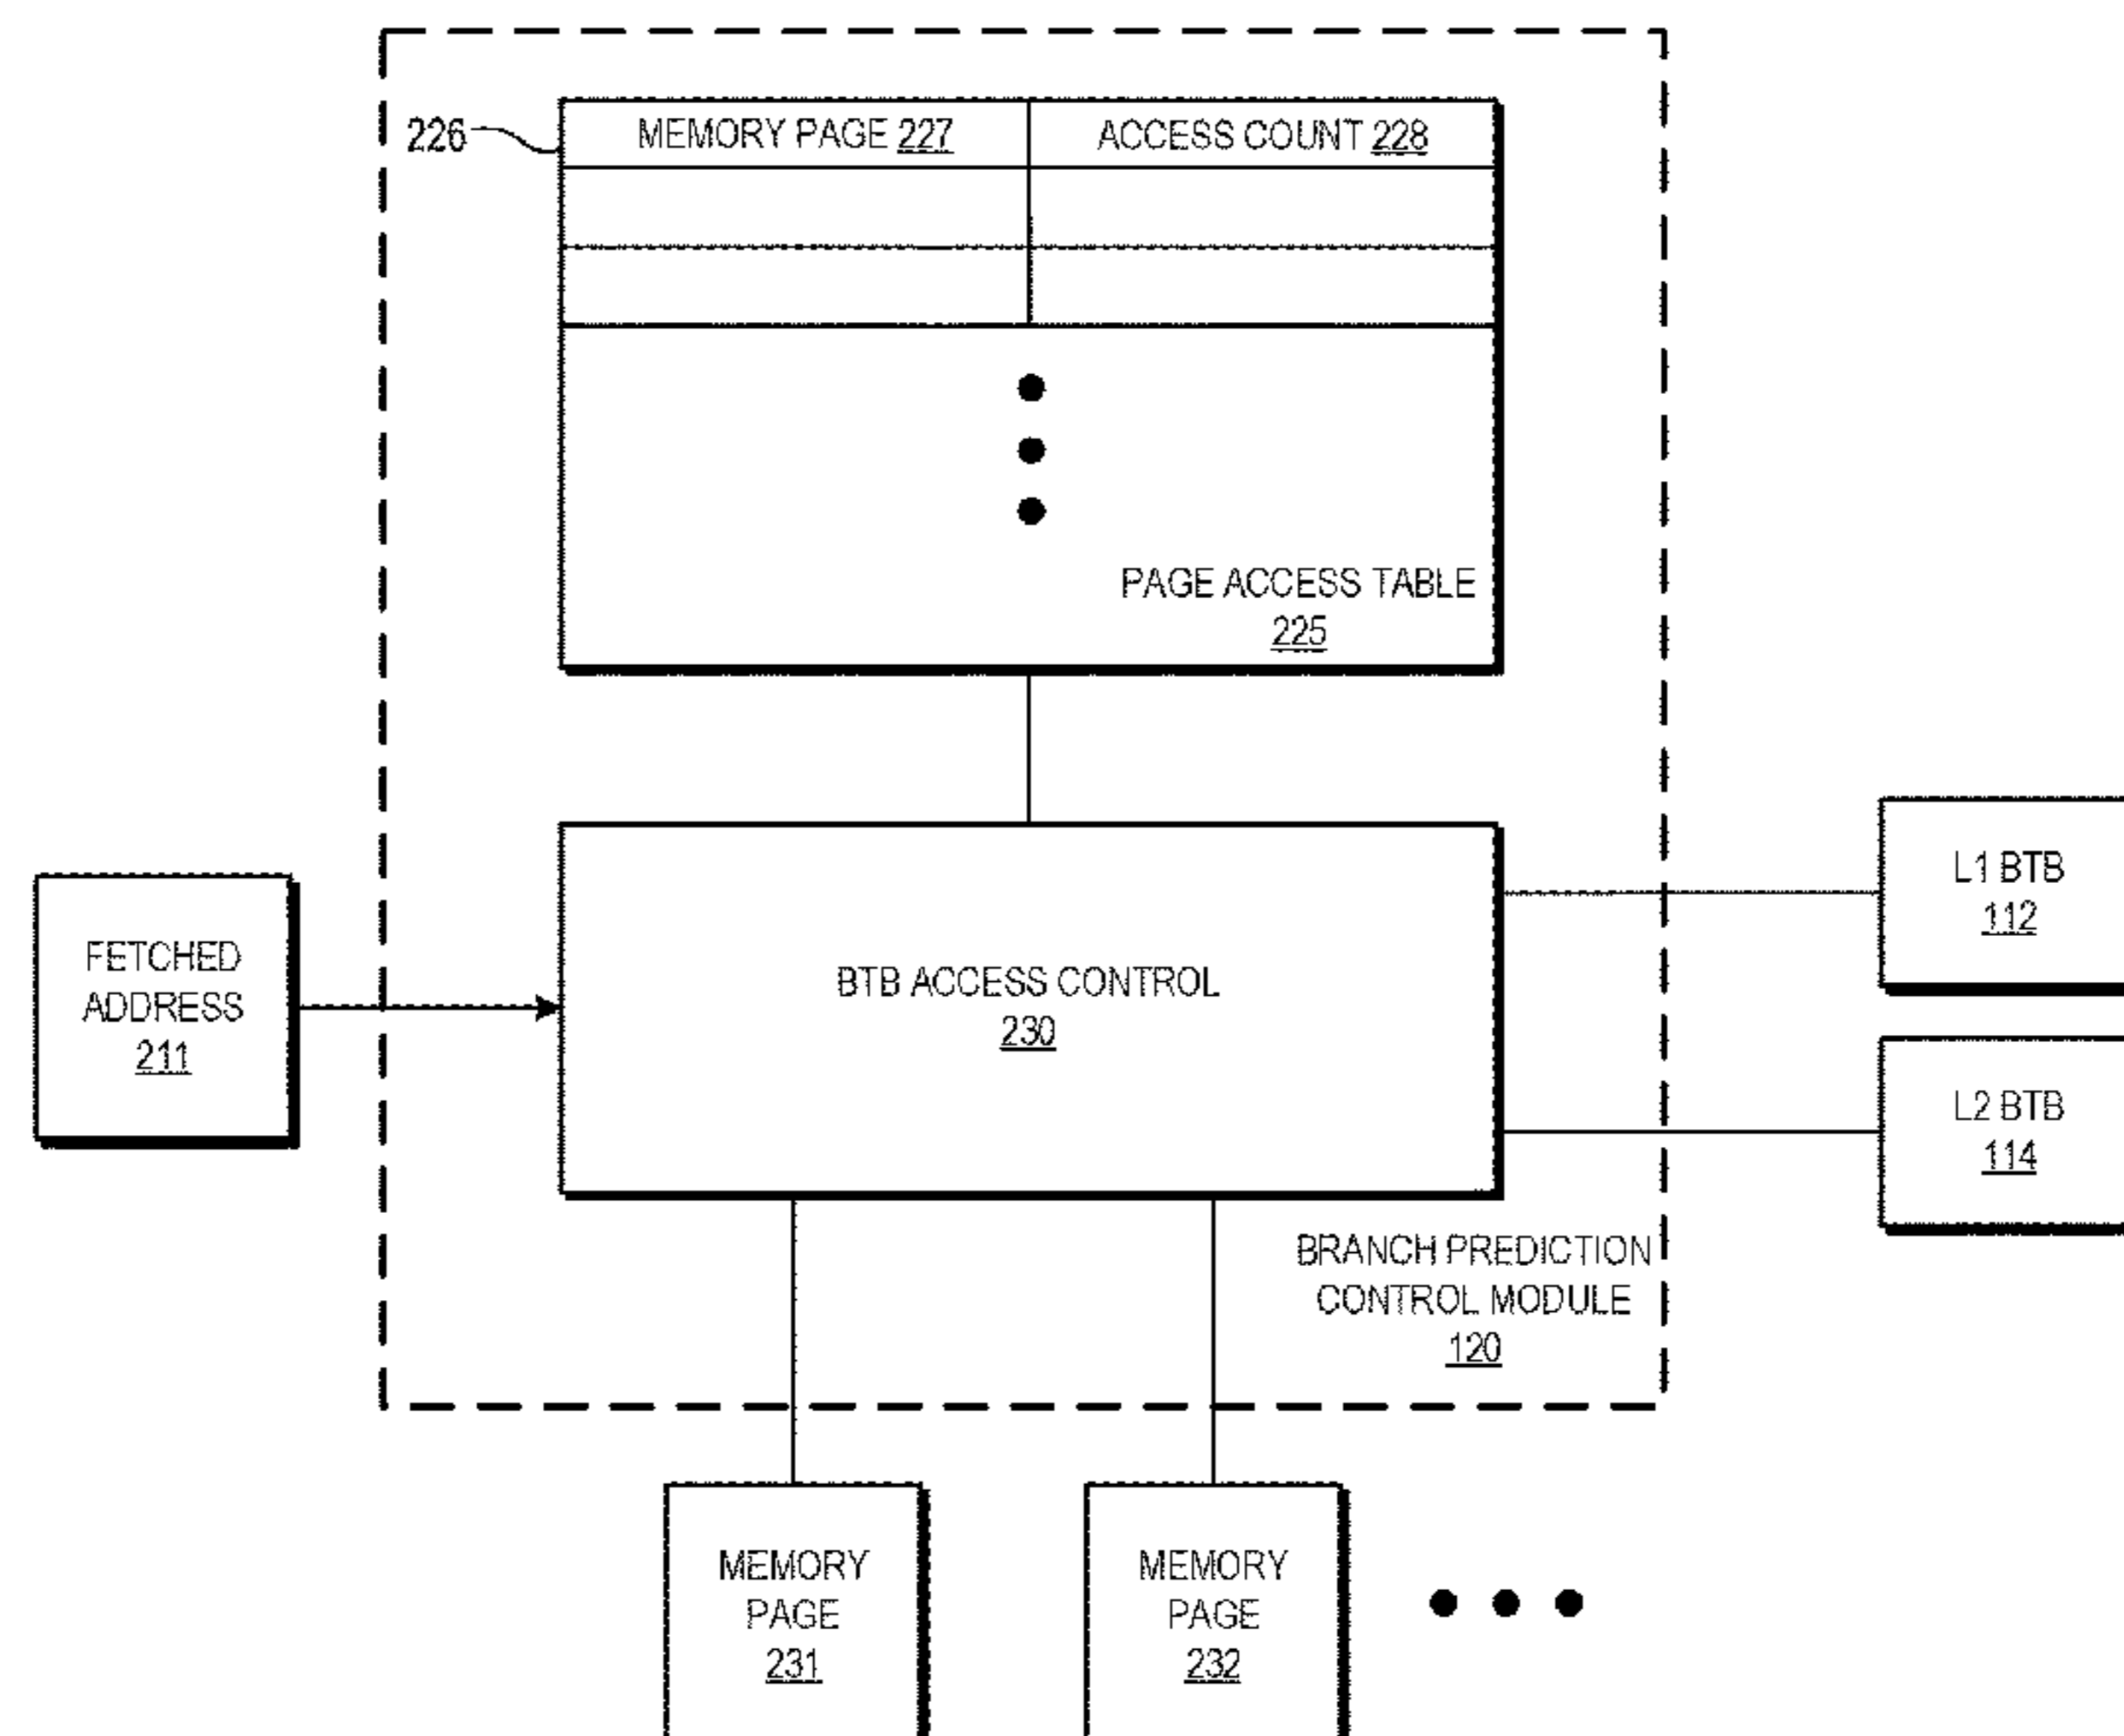 226
MEMORY PAGE 227
ACCESS COUNT 228
PAGE ACCESS TABLE
225
FETCHED
ADDRESS
211
BTB ACCESS CONTROL
230
L1 BTB
112
L2 BTB
114
BRANCH PREDICTION
CONTROL MODULE
120
MEMORY
PAGE
231
MEMORY
PAGE
232